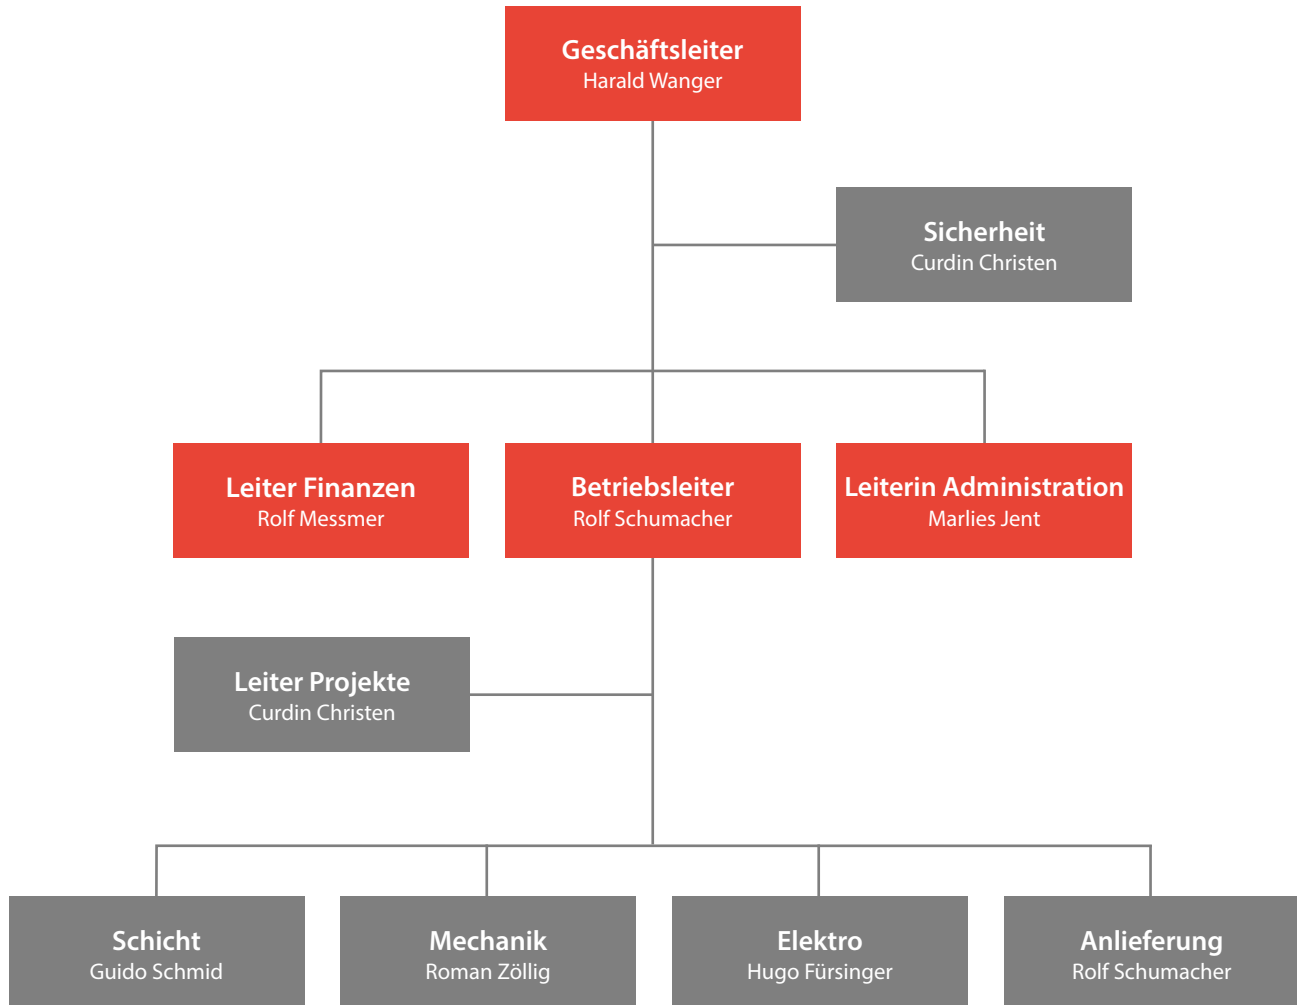 Geschäftsleiter
Harald Wanger
Sicherheit
Curdin Christen
Leiter Finanzen
Rolf Messmer
Betriebsleiter
Rolf Schumacher
Leiterin Administration
Marlies Jent
Leiter Projekte
Curdin Christen
Schicht
Guido Schmid
Mechanik
Roman Zöllig
Elektro
Hugo Fürsinger
Anlieferung
Rolf Schumacher